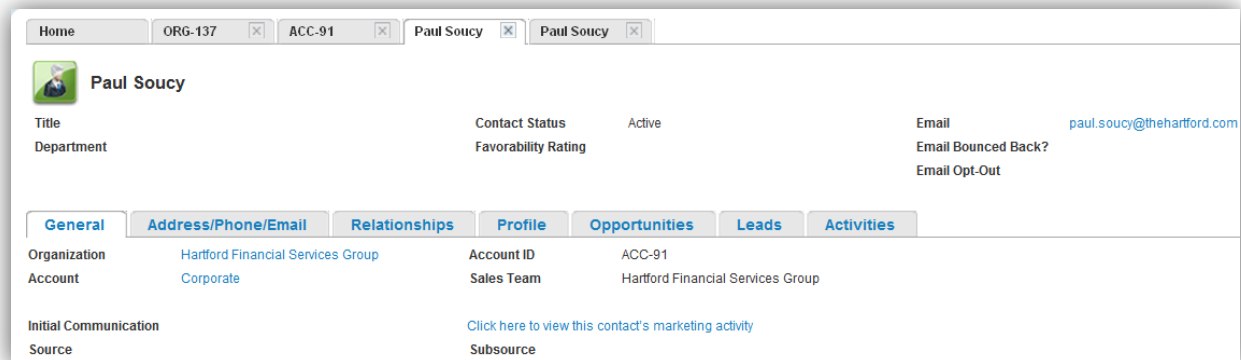 Home ORG-137 ACC-91 Paul Soucy Paul Soucy
Paul Soucy
Title Contact Status Active Email paul.soucy@thehartford.com
Department Favorability Rating Email Bounced Back?
Email Opt-Out
General Address/Phone/Email Relationships Profile Opportunities Leads Activities
Organization Hartford Financial Services Group Account ID ACC-91
Account Corporate Sales Team Hartford Financial Services Group
Initial Communication Click here to view this contact's marketing activity
Source Subsource